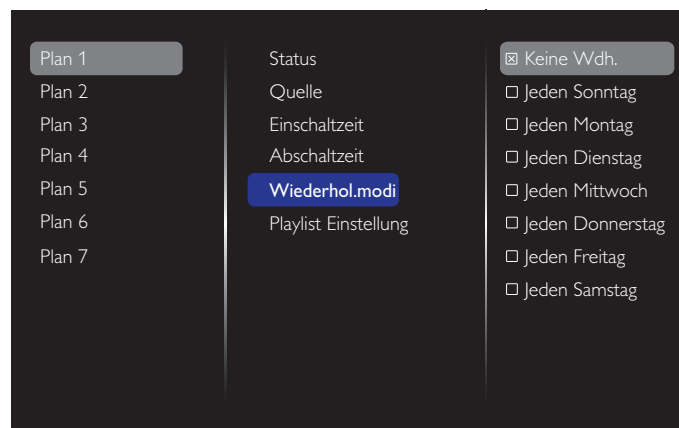 Plan 1
Plan 2
Plan 3
Plan 4
Plan 5
Plan 6
Plan 7
Status
Quelle
Einschaltzeit
Abschaltzeit
Wiederhol.modi
Playlist Einstellung
Keine Wdh.
Jeden Sonntag
Jeden Montag
Jeden Dienstag
Jeden Mittwoch
Jeden Donnerstag
Jeden Freitag
Jeden Samstag